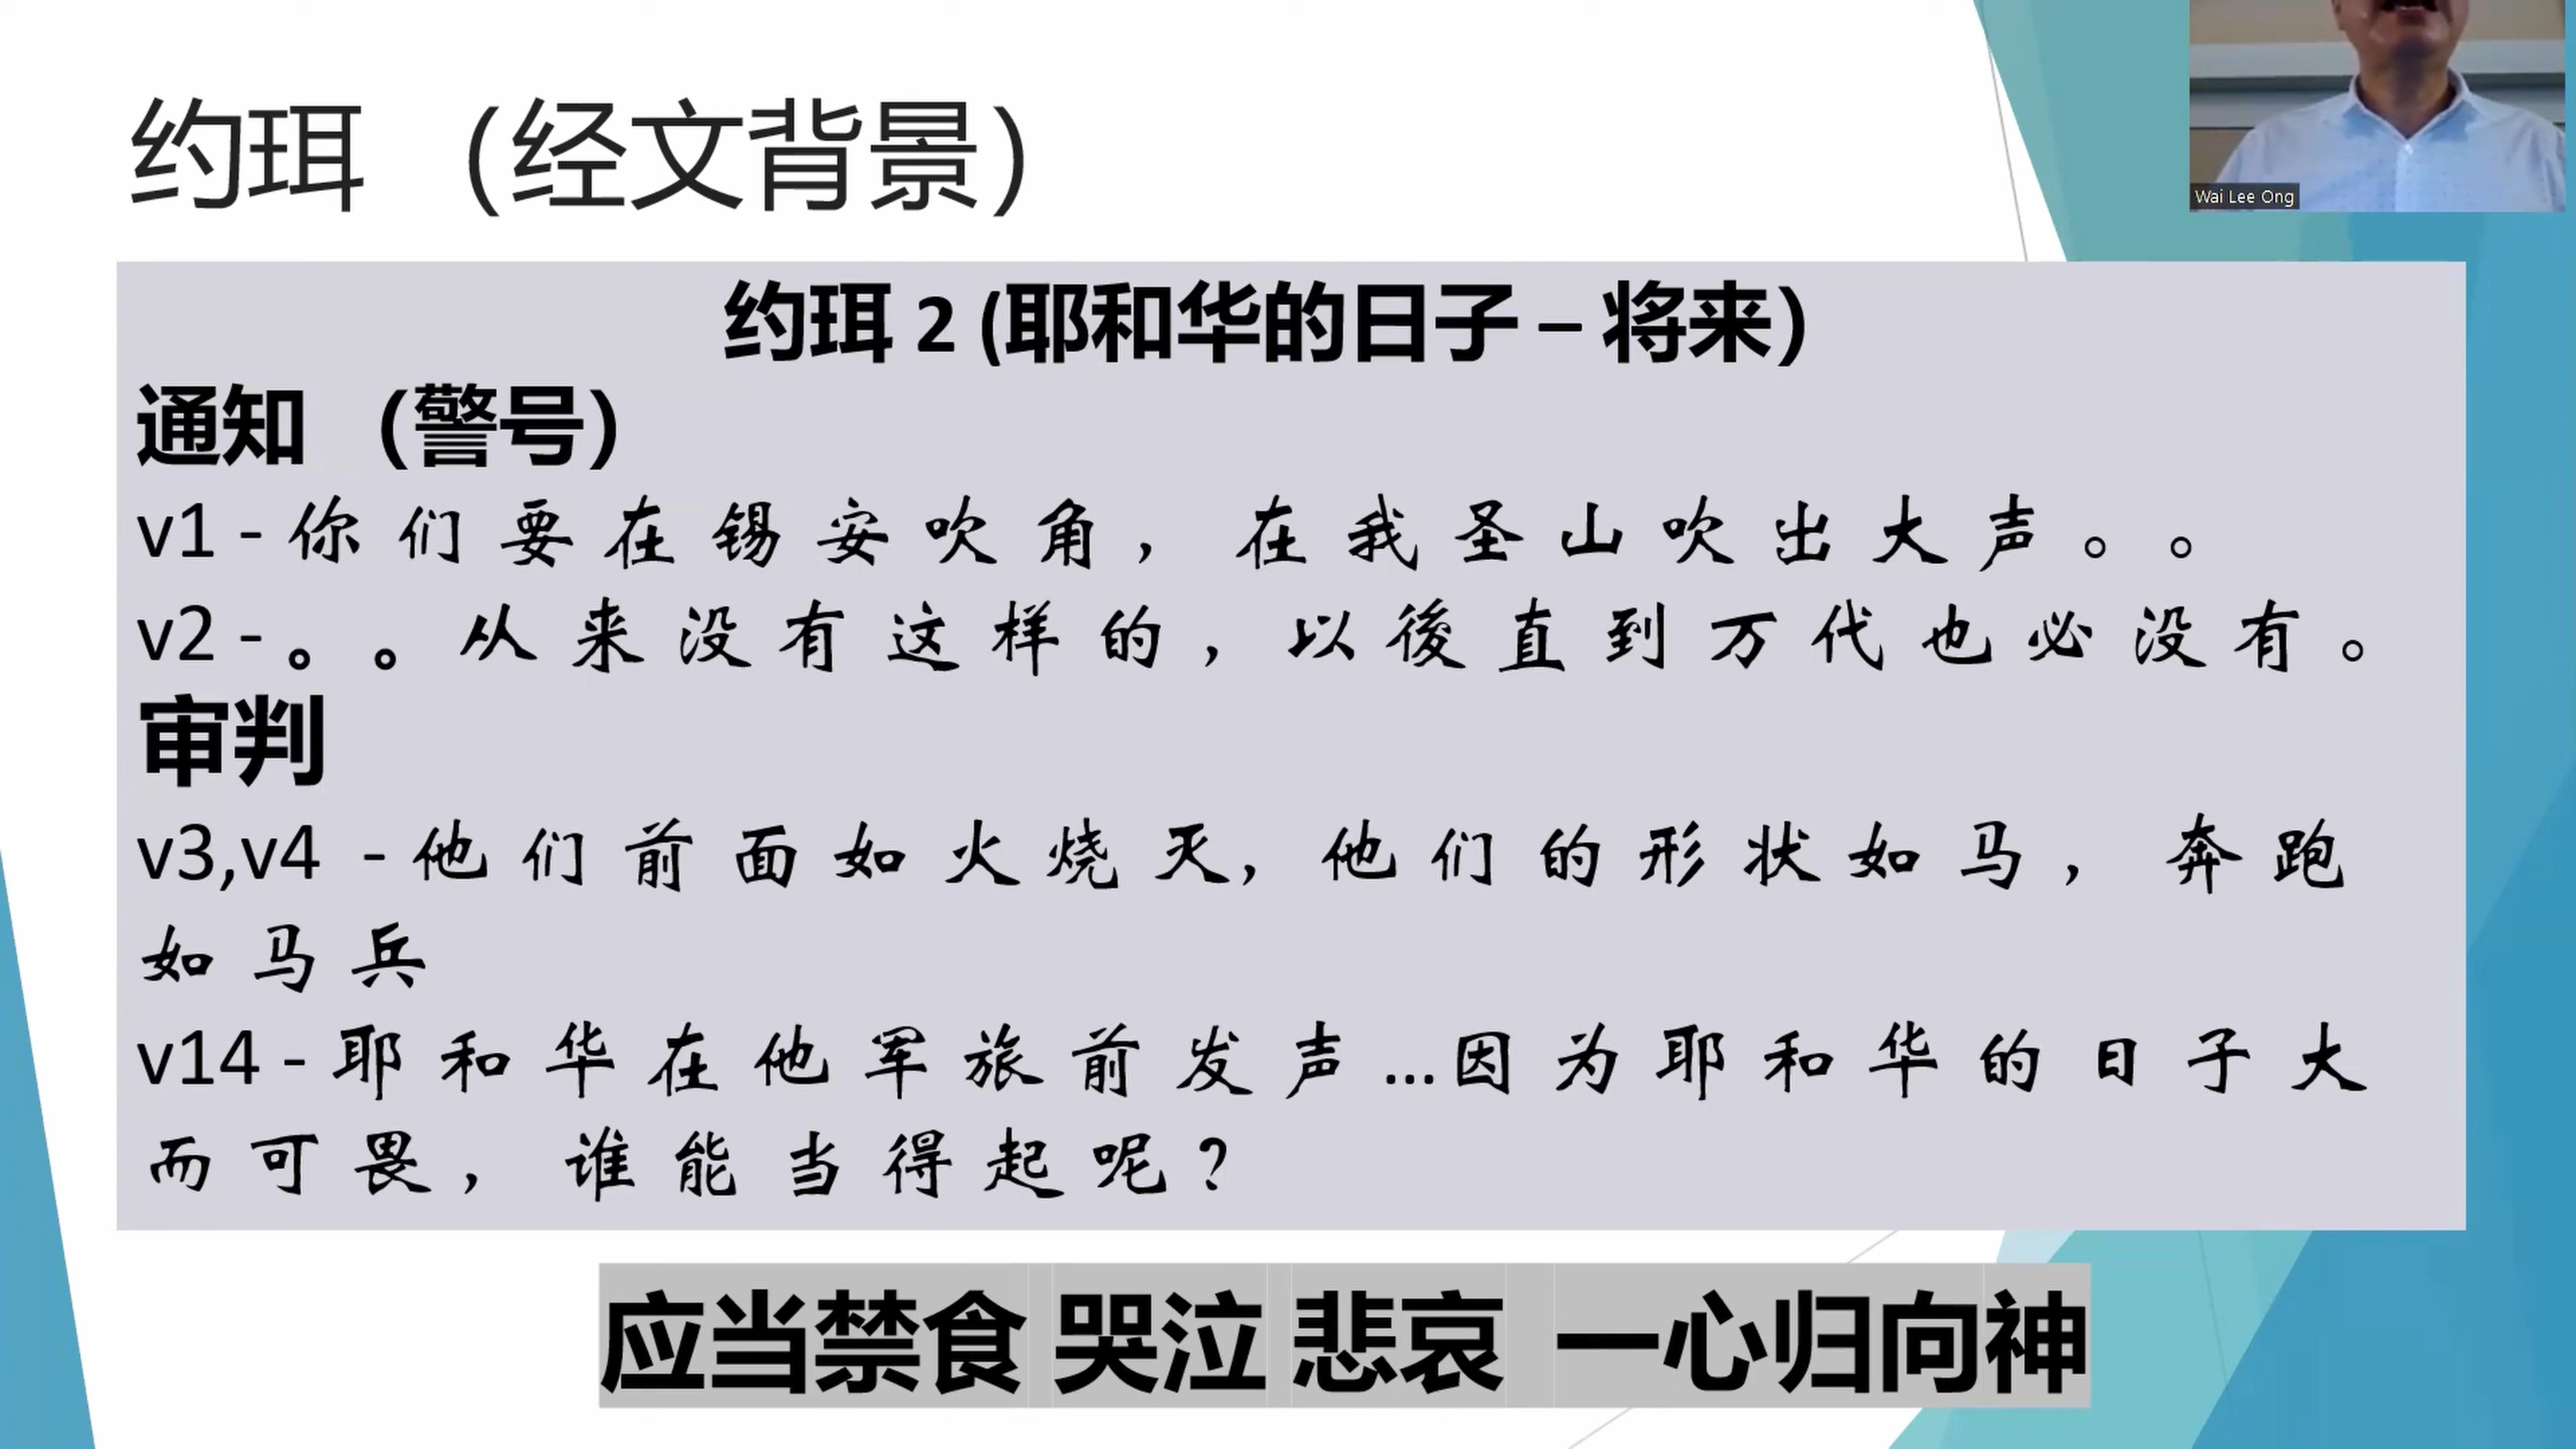 约珥 （经文背景）
Wai Lee Ong
约珥 2 (耶和华的日子 – 将来）
通知 （警号）
v1 - 你 们 要 在 锡 安 吹 角 ， 在 我 圣 山 吹 出 大 声 。 。
v2 - 。 。 从 来 没 有 这 样 的 ，以 後 直 到 万 代 也 必 没 有 。
审判
v3,v4 - 他 们 前 面 如 火 烧 灭， 他 们 的 形 状 如 马 ， 奔 跑
如 马 兵
v14 - 耶 和 华 在 他 军 旅 前 发 声 ...因 为 耶 和 华 的 日 子 大
而 可 畏 ， 谁 能 当 得 起 呢 ？
应当禁食 哭泣 悲哀 一心归向神